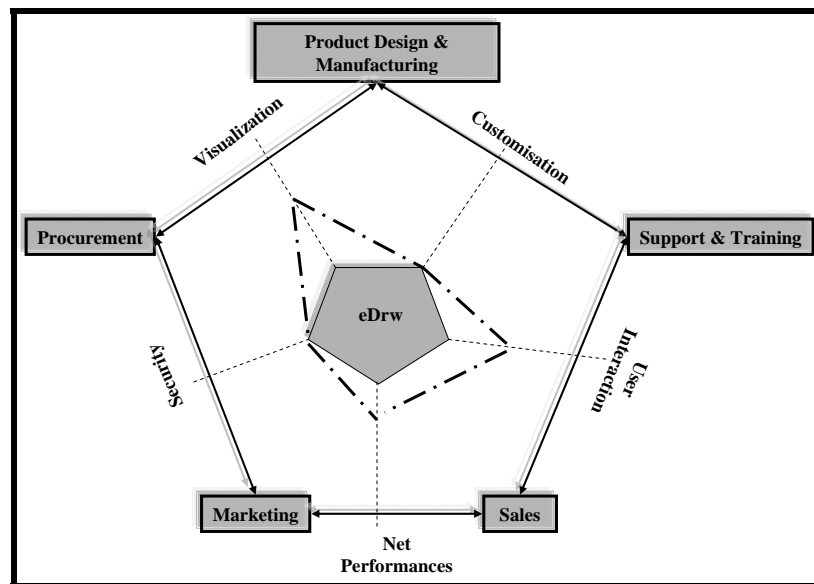 Product Design &
Manufacturing
Visualization
Customisation
Procurement
Support & Training
eDrw
Security
User
Interaction
Marketing
Sales
Net
Performances